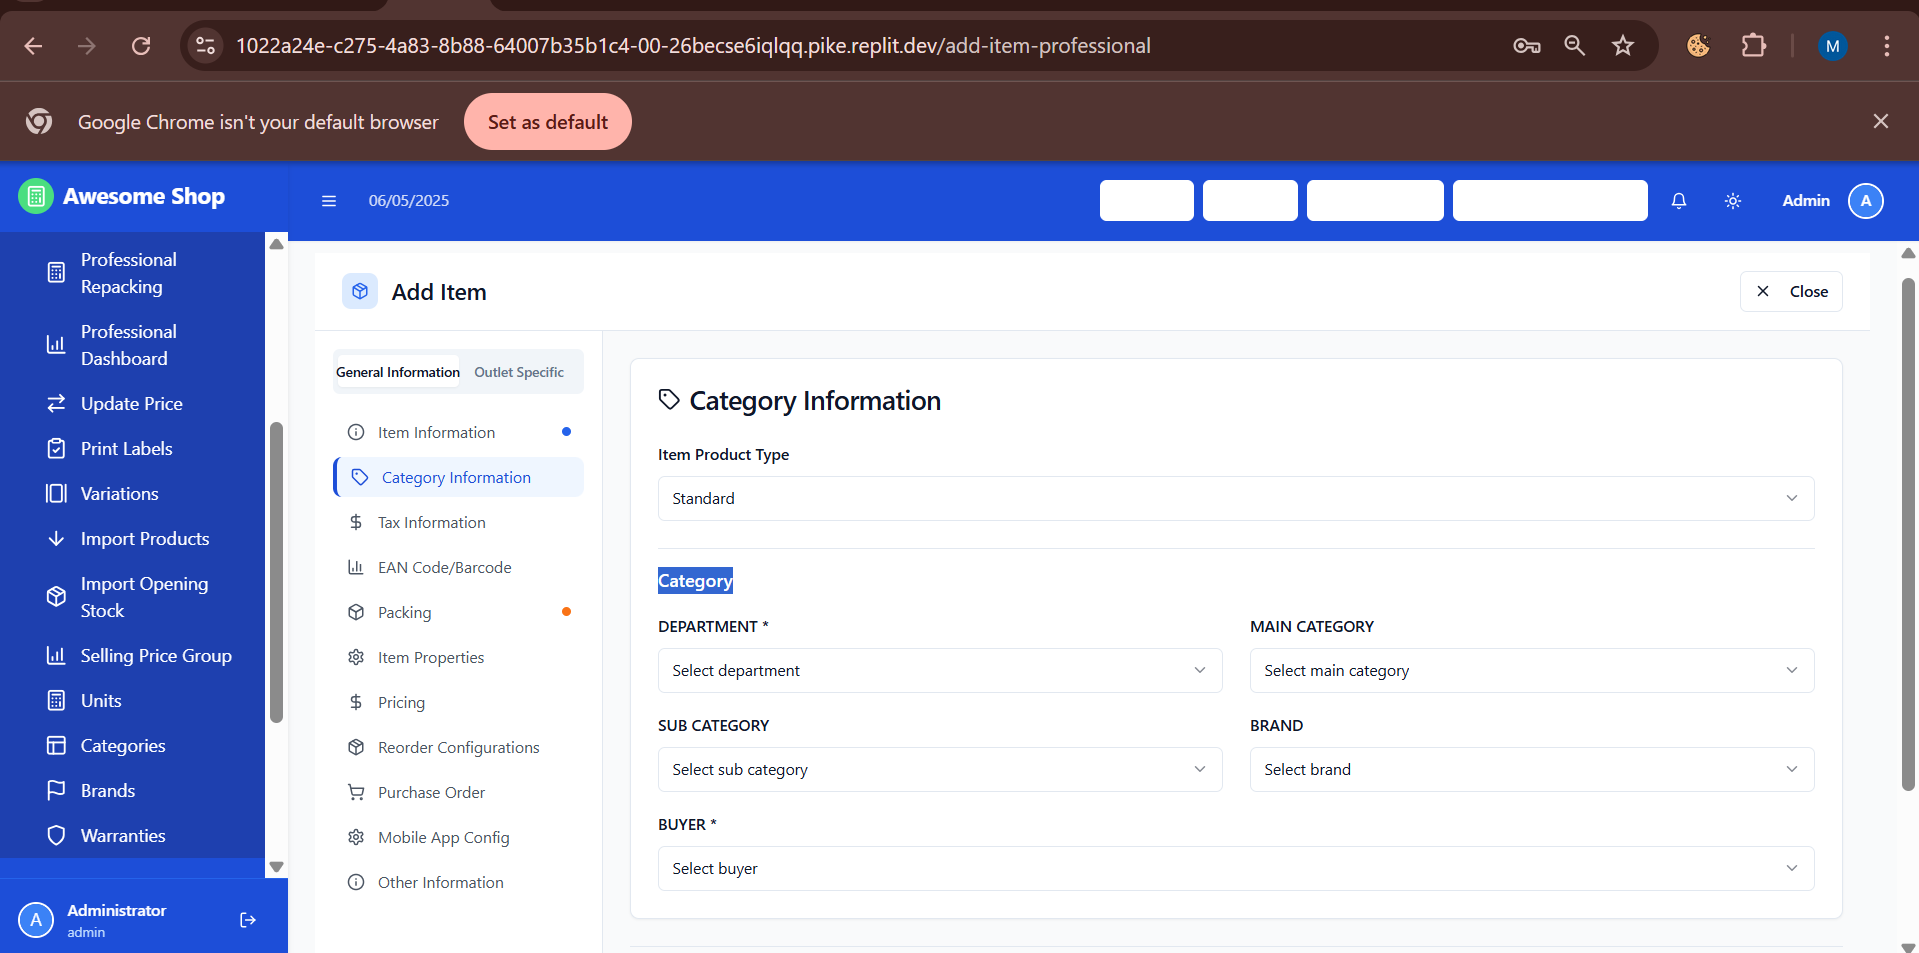 1022a24e-c275-4a83-8b88-64007b35b1c4-00-26becse6iqlqq.pike.replit.dev/add-item-professional
M
Google Chrome isn't your default browser
Set as default
Awesome Shop
06/05/2025
Admin
A
Professional
Repacking
Professional
Dashboard
Update Price
Print Labels
Variations
Import Products
Import Opening
Stock
Selling Price Group
Units
Categories
Brands
Warranties
A
Administrator
admin
Add Item
Close
General Information
Outlet Specific
Item Information
Category Information
Tax Information
EAN Code/Barcode
Packing
Item Properties
Pricing
Reorder Configurations
Purchase Order
Mobile App Config
Other Information
Category Information
Item Product Type
Standard
Category
DEPARTMENT *
MAIN CATEGORY
Select department
Select main category
SUB CATEGORY
BRAND
Select sub category
Select brand
BUYER *
Select buyer